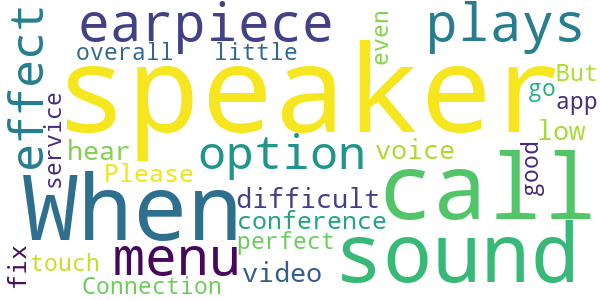 effect
earpiece
plays
overall
little
even
speaker
But
go
app
service
low
hear
option
voice
Please
good
When
difficult
call
conference
sound
perfect
menu
fix
touch
video
Connection